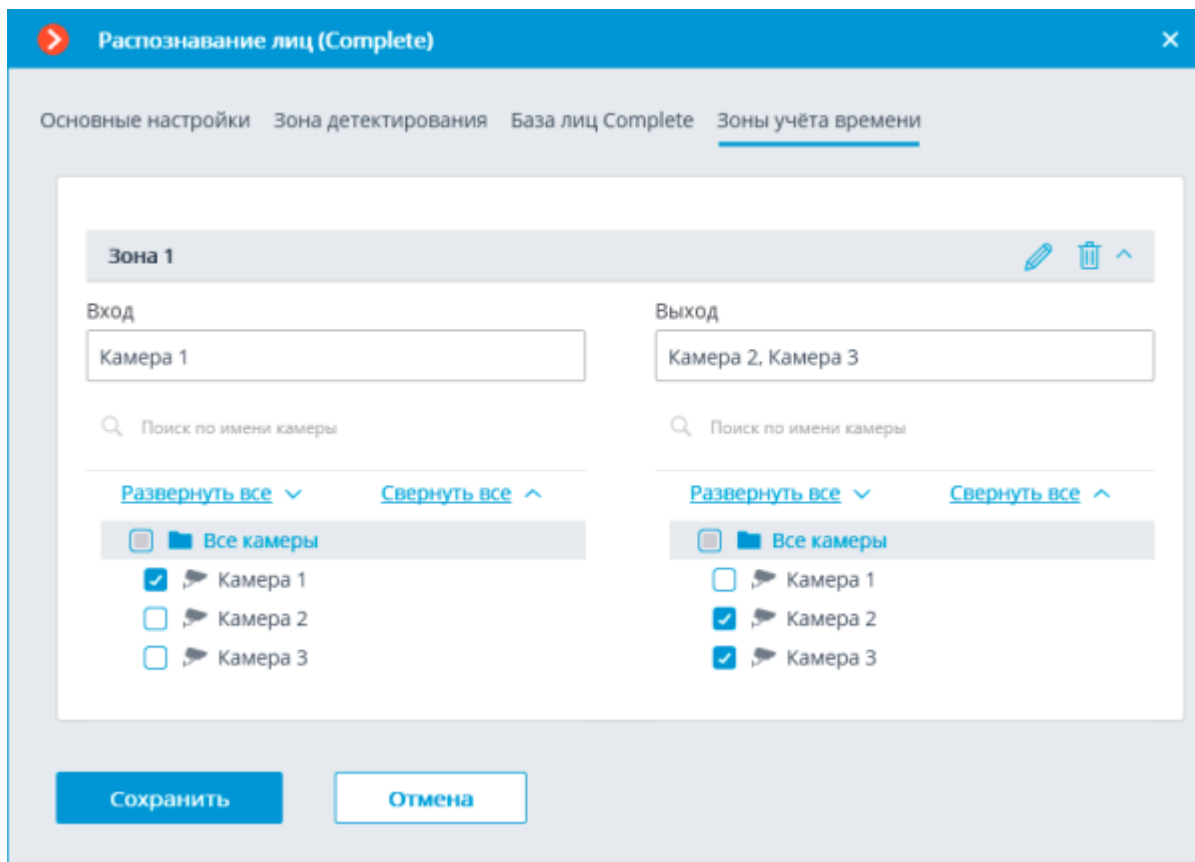 Распознавание лиц (Complete)
Основные настройки Зона детектирования База лиц Complete Зоны учёта времени
Зона 1
Вход
Камера 1
Поиск по имени камеры
Развернуть все Свернуть все
Все камеры
Камера 1
Камера 2
Камера 3
Выход
Камера 2, Камера 3
Поиск по имени камеры
Развернуть все Свернуть все
Все камеры
Камера 1
Камера 2
Камера 3
Сохранить Отмена